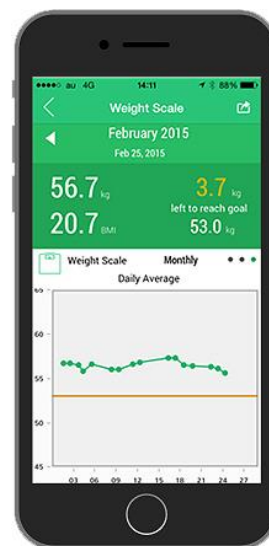 au 4G 14:11 88%
Weight Scale
February 2015
Feb 25, 2015
56.7 kg
20.7 BMI
3.7 kg
left to reach goal
53.0 kg
Weight Scale Monthly
Daily Average
65
60
55
50
45
03 06 09 12 15 18 21 24 27